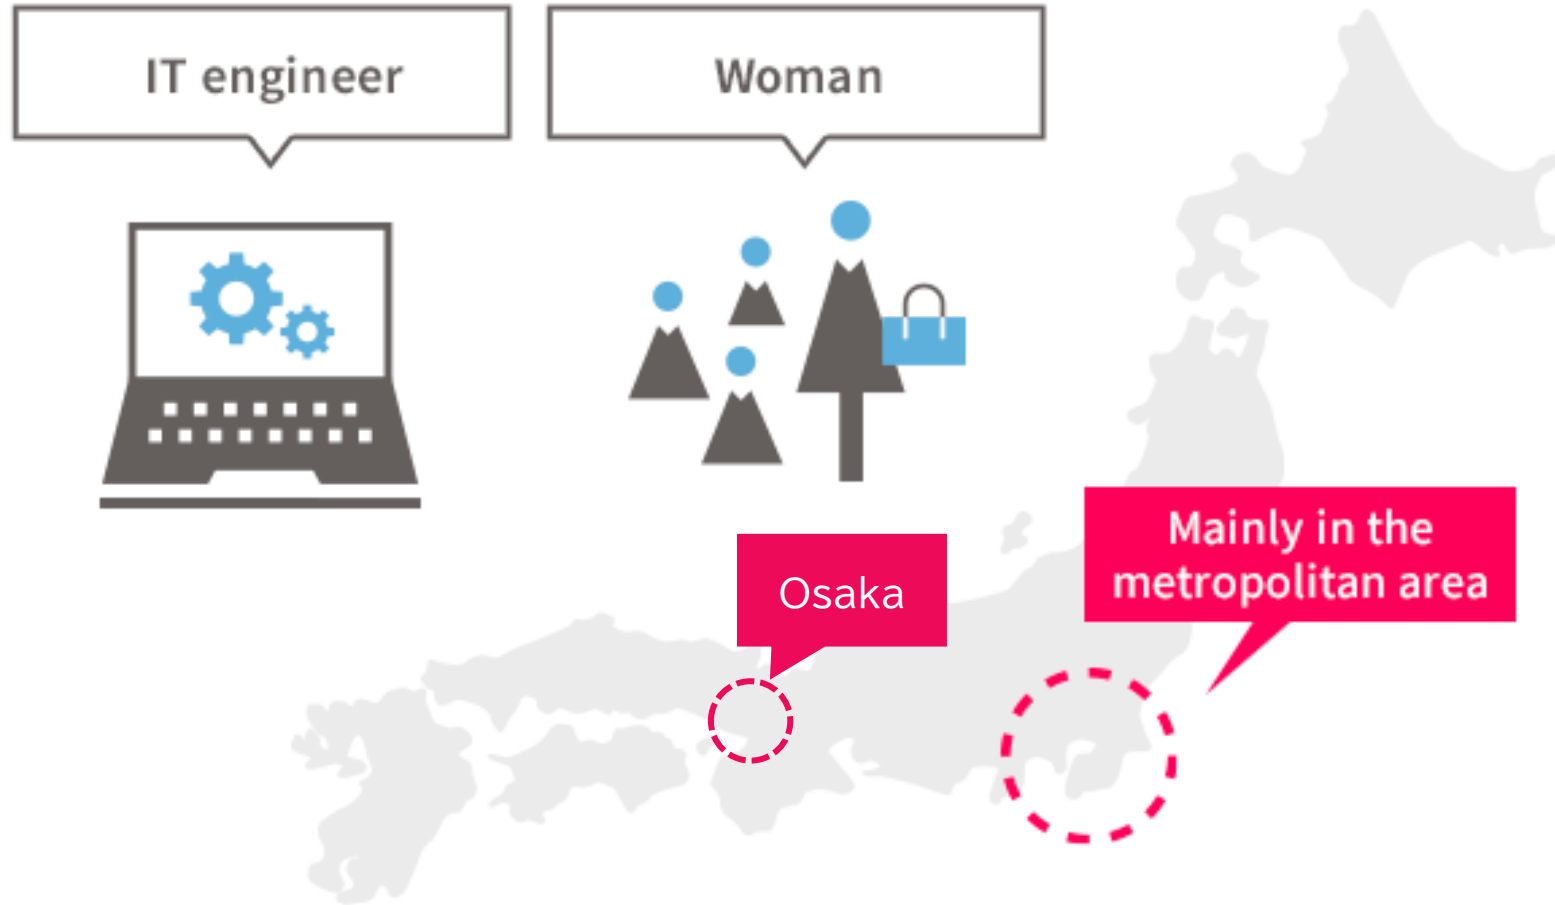 IT engineer
Woman
Mainly in the
metropolitan area
Osaka